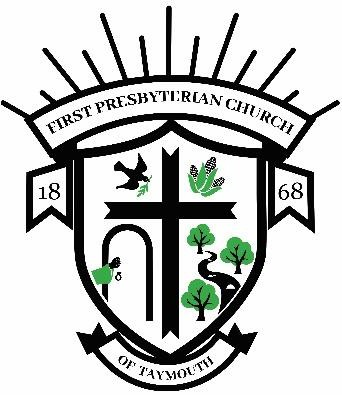 FIRST PRESBYTERIAN CHURCH
18 68
OF TAYMOUTH